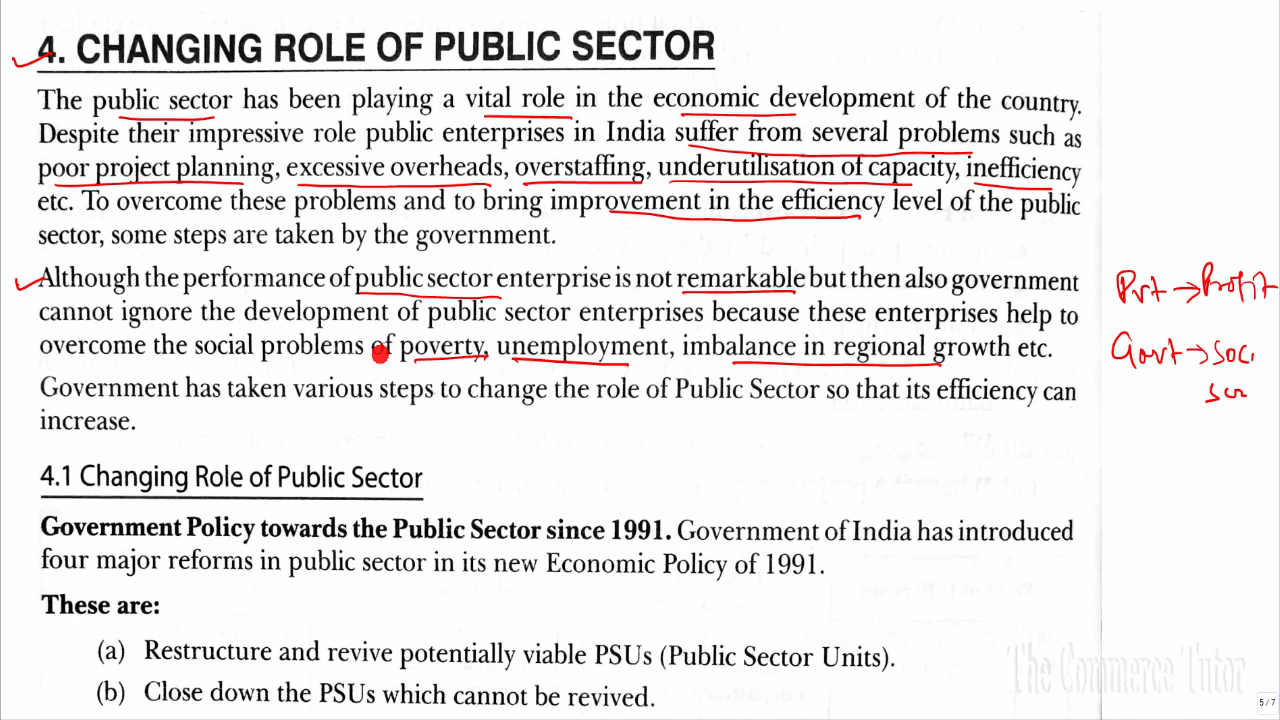 4. CHANGING ROLE OF PUBLIC SECTOR
The public sector has been playing a vital role in the economic development of the country.
Despite their impressive role public enterprises in India suffer from several problems such as
poor project planning, excessive overheads, overstaffing, underutilisation of capacity, inefficiency
etc. To overcome these problems and to bring improvement in the efficiency level of the public
sector, some steps are taken by the government.
Although the performance of public sector enterprise is not remarkable but then also government
cannot ignore the development of public sector enterprises because these enterprises help to
overcome the social problems of poverty, unemployment, imbalance in regional growth etc.
Pvt → Profit
Govt → Soci
Government has taken various steps to change the role of Public Sector so that its efficiency can
increase.
4.1 Changing Role of Public Sector
Government Policy towards the Public Sector since 1991. Government of India has introduced
four major reforms in public sector in its new Economic Policy of 1991.
These are:
(a) Restructure and revive potentially viable PSUs (Public Sector Units).
(b) Close down the PSUs which cannot be revived.
The Commerce Tutor
5 / 7